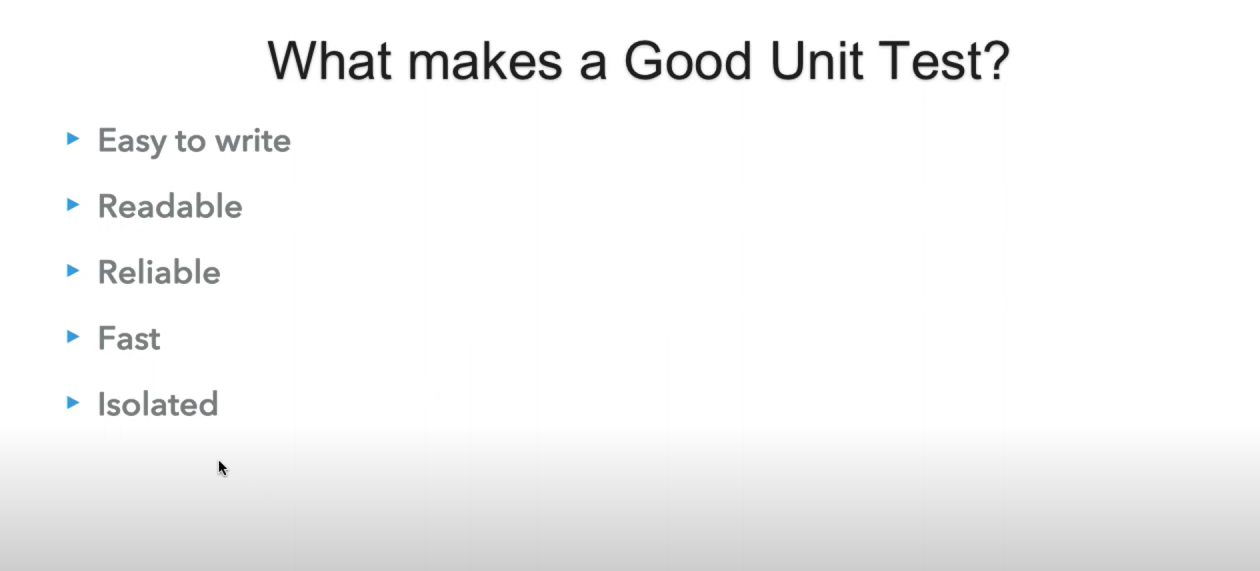 What makes a Good Unit Test?
Easy to write
Readable
Reliable
Fast
Isolated